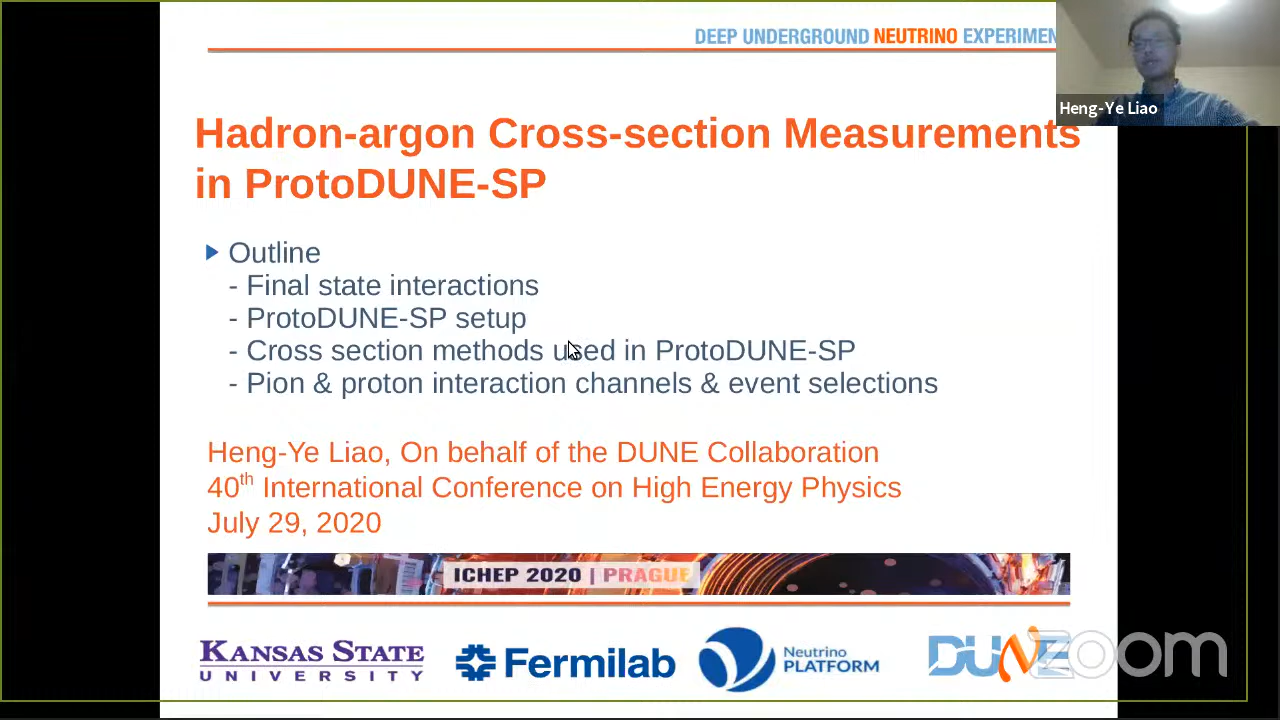 DEEP UNDERGROUND NEUTRINO EXPERIMEN
Heng-Ye Liao
Hadron-argon Cross-section Measurements
in ProtoDUNE-SP
Outline
- Final state interactions
- ProtoDUNE-SP setup
- Cross section methods used in ProtoDUNE-SP
- Pion & proton interaction channels & event selections
Heng-Ye Liao, On behalf of the DUNE Collaboration
40th International Conference on High Energy Physics
July 29, 2020
ICHEP 2020 | PRAGUE
KANSAS STATE
UNIVERSITY
Fermilab
Neutrino
PLATFORM
DUNE
zoom